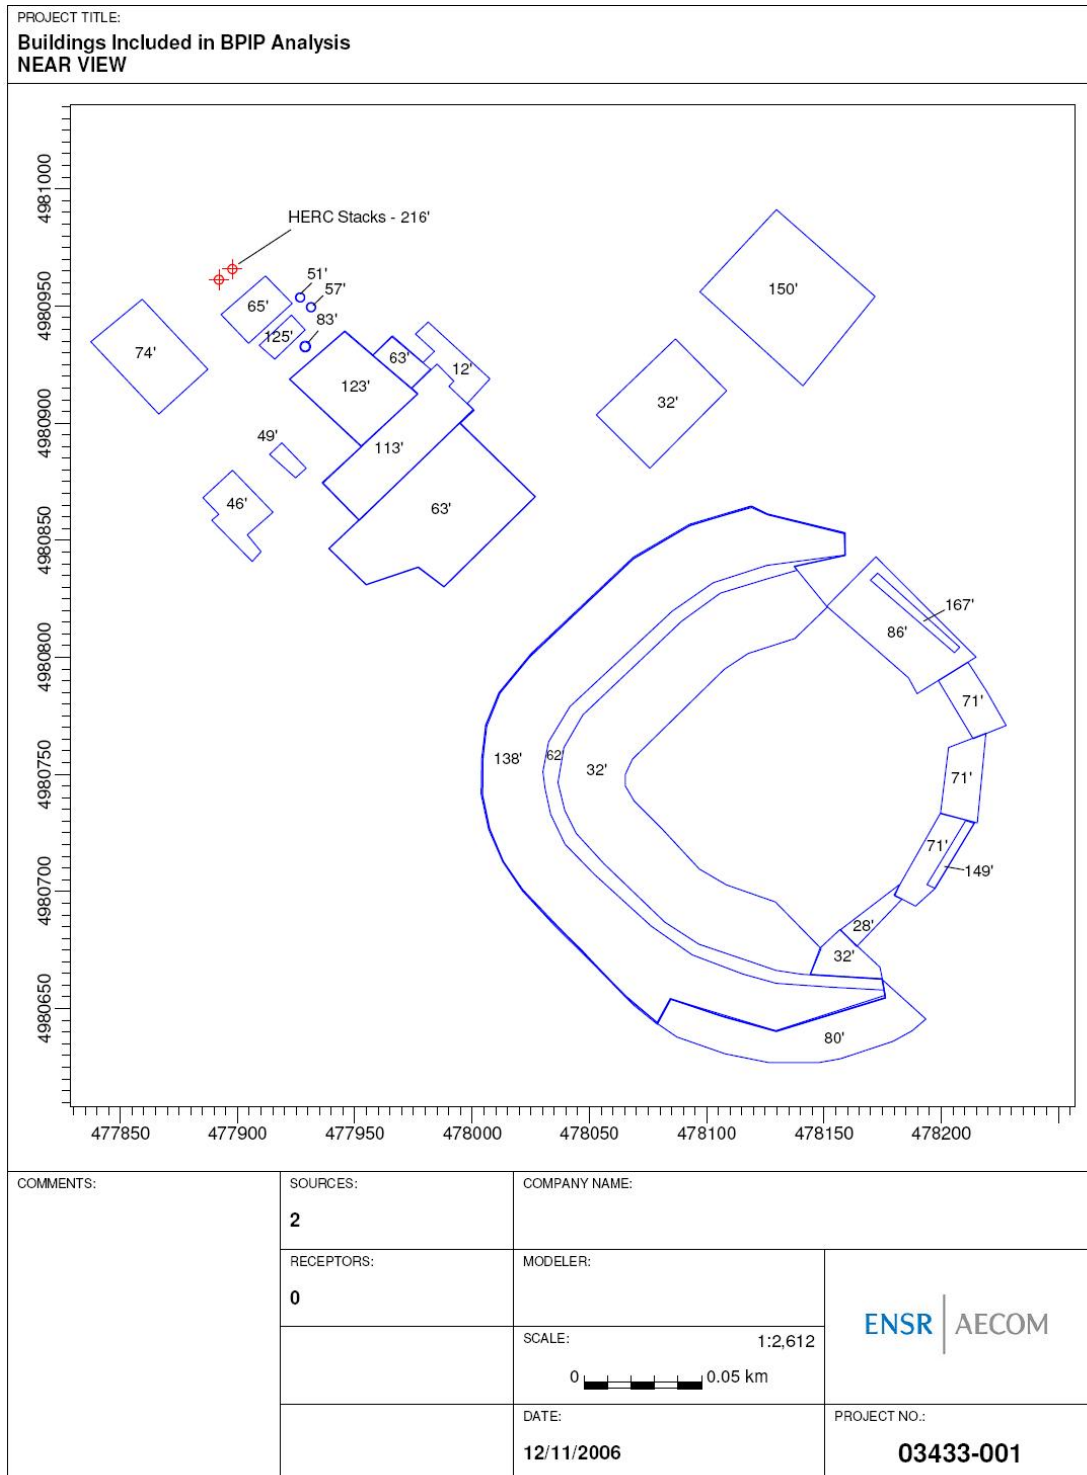 PROJECT TITLE:
Buildings Included in BPIP Analysis
NEAR VIEW
4981000
4980950
4980900
4980850
4980800
4980750
4980700
4980650
HERC Stacks - 216'
51'
57'
83'
65'
125'
74'
150'
63'
12'
123'
32'
49'
113'
46'
63'
167'
86'
71'
138'
62'
32'
71'
71'
149'
28'
32'
80'
477850 477900 477950 478000 478050 478100 478150 478200
COMMENTS:
SOURCES:
2
COMPANY NAME:
RECEPTORS:
0
MODELER:
SCALE:
1:2,612
0 0.05 km
ENSR AECOM
DATE:
12/11/2006
PROJECT NO.:
03433-001